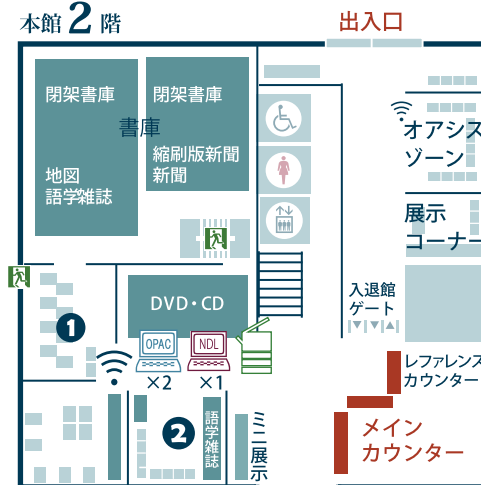 本館 2 階
出入口
閉架書庫
閉架書庫
書庫
縮刷版新聞
新聞
地図
語学雑誌
オアシス
ゾーン
展示
コーナー
入退館
ゲート
DVD・CD
1
OPAC
NDL
×2
×1
レファレンス
カウンター
メイン
カウンター
2
語学雑誌
ミニ展示